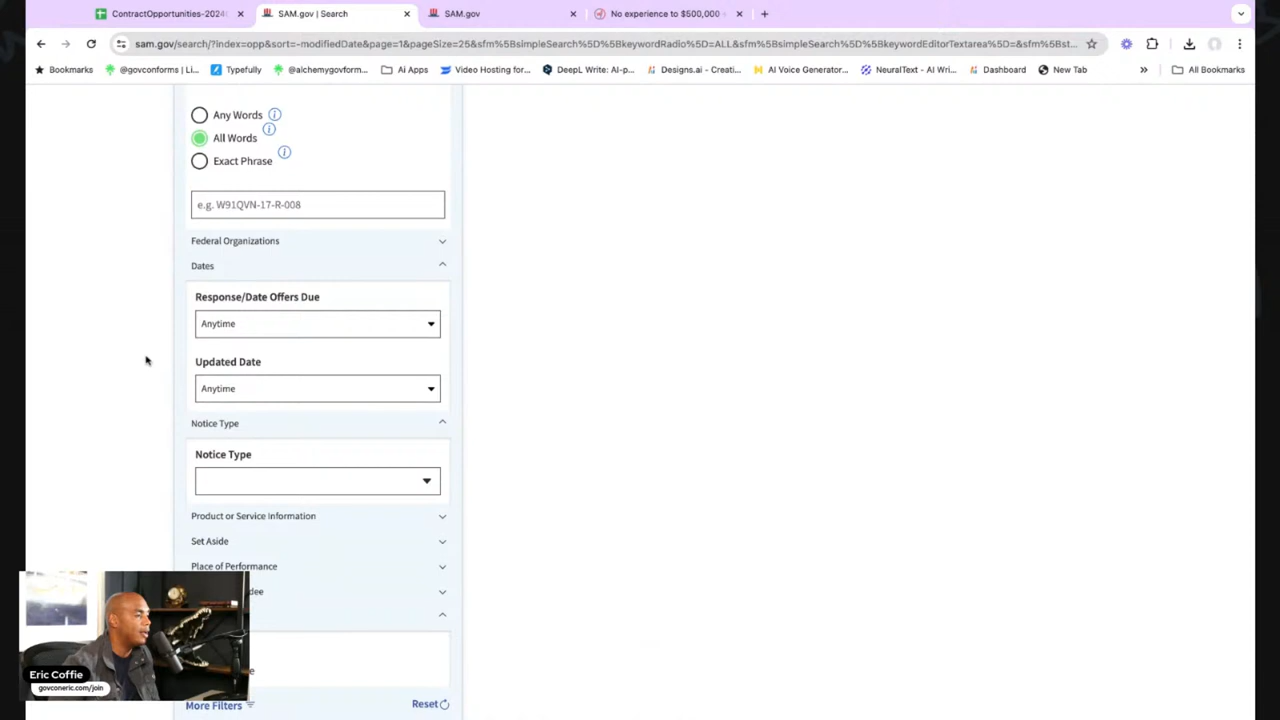 ContractOpportunities-2024
SAM.gov | Search
SAM.gov
No experience to $500,000
sam.gov/search/?index=opp&sort=-modifiedDate&page=1&pageSize=25&sfm%5BsimpleSearch%5D%5BkeywordRadio%5D=ALL&sfm%5BsimpleSearch%5D%5BkeywordEditorTextarea%5D=&sfm%5Bst...
Bookmarks
@govconforms | Li...
Typefully
@alchemygovform...
Ai Apps
Video Hosting for...
DeepL Write: AI-p...
Designs.ai - Creati...
AI Voice Generator...
NeuralText - AI Wri...
Dashboard
New Tab
All Bookmarks
Any Words
All Words
Exact Phrase
e.g. W91QVN-17-R-008
Federal Organizations
Dates
Response/Date Offers Due
Anytime
Updated Date
Anytime
Notice Type
Notice Type
Product or Service Information
Set Aside
Place of Performance
dee
e
More Filters
Reset
Eric Coffie
govconeric.com/join